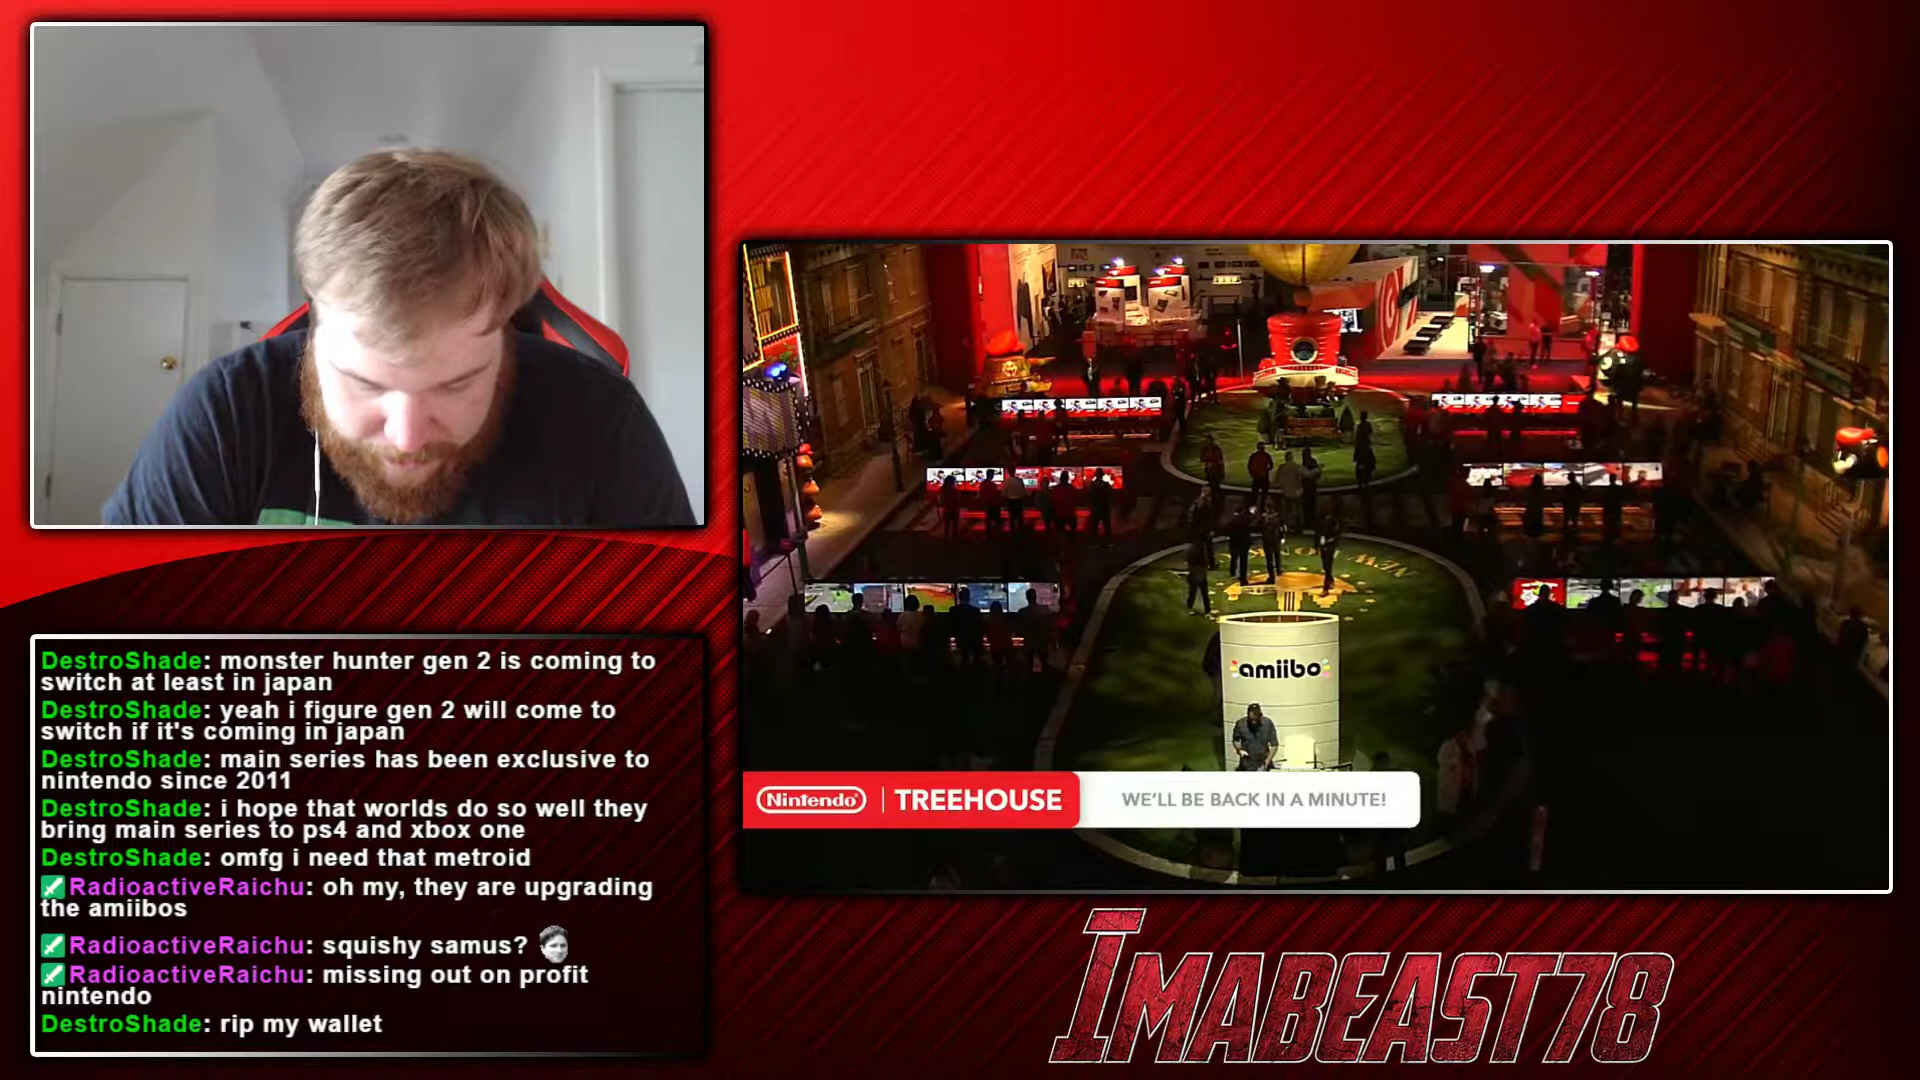 DestroShade: monster hunter gen 2 is coming to
switch at least in japan
DestroShade: yeah i figure gen 2 will come to
switch if it's coming in japan
DestroShade: main series has been exclusive to
nintendo since 2011
DestroShade: i hope that worlds do so well they
bring main series to ps4 and xbox one
DestroShade: omfg i need that metroid
RadioactiveRaichu: oh my, they are upgrading
the amiibos
RadioactiveRaichu: squishy samus?
RadioactiveRaichu: missing out on profit
nintendo
DestroShade: rip my wallet
NEW DONK
amiibo
Nintendo | TREEHOUSE WE'LL BE BACK IN A MINUTE!
IMABEAST78